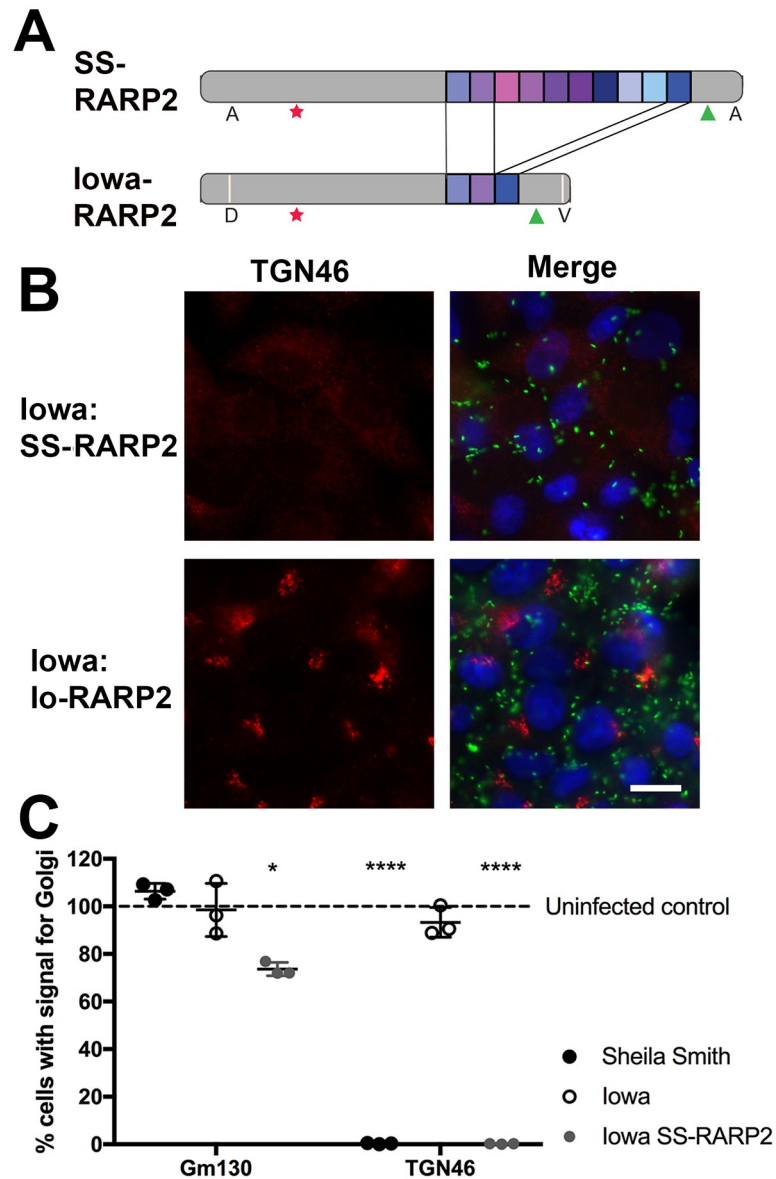 A
SS-
RARP2
A
A
Iowa-
RARP2
D
V
B
TGN46
Merge
Iowa:
SS-RARP2
Iowa:
Io-RARP2
C
% cells with signal for Golgi
120
100
80
60
40
20
0
*
****
****
Uninfected control
Gm130
TGN46
Sheila Smith
Iowa
Iowa SS-RARP2